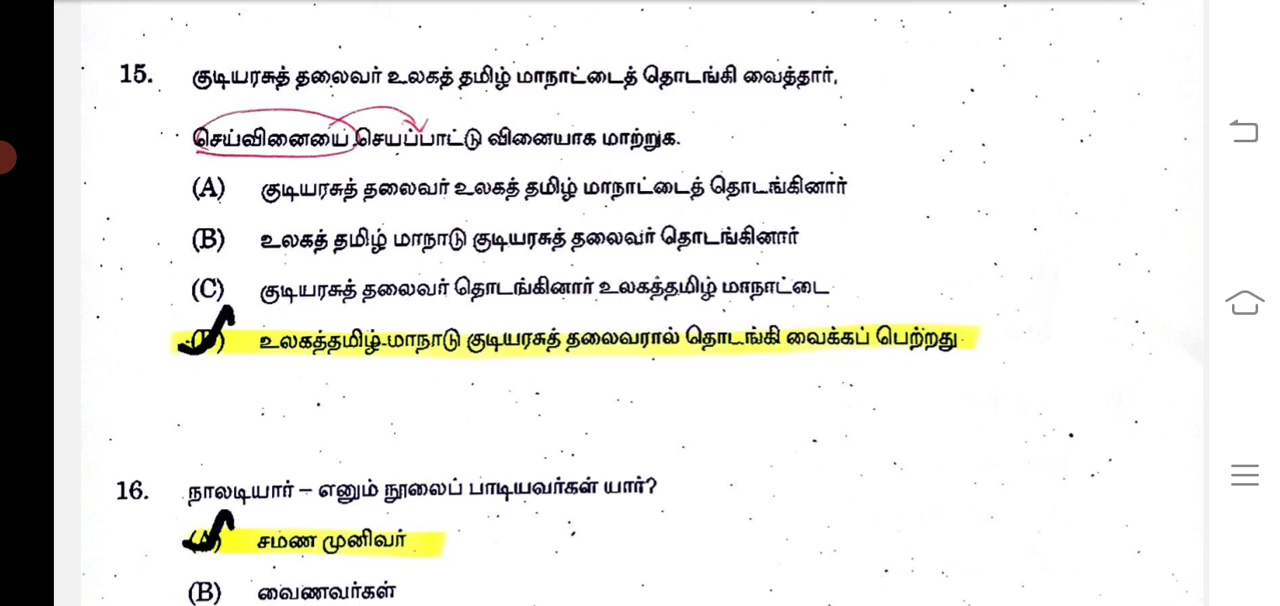 15. குடியரசுத் தலைவர் உலகத் தமிழ் மாநாட்டைத் தொடங்கி வைத்தார்,
செய்வினையை செயப்பாட்டு வினையாக மாற்றுக.
(A) குடியரசுத் தலைவர் உலகத் தமிழ் மாநாட்டைத் தொடங்கினார்
(B) உலகத் தமிழ் மாநாடு குடியரசுத் தலைவர் தொடங்கினார்
(C) குடியரசுத் தலைவர் தொடங்கினார் உலகத்தமிழ் மாநாட்டை
உலகத்தமிழ் மாநாடு குடியரசுத் தலைவரால் தொடங்கி வைக்கப் பெற்றது
16. நாலடியார் – எனும் நூலைப் பாடியவர்கள் யார்?
(A) சமண முனிவர்
(B) வைணவர்கள்